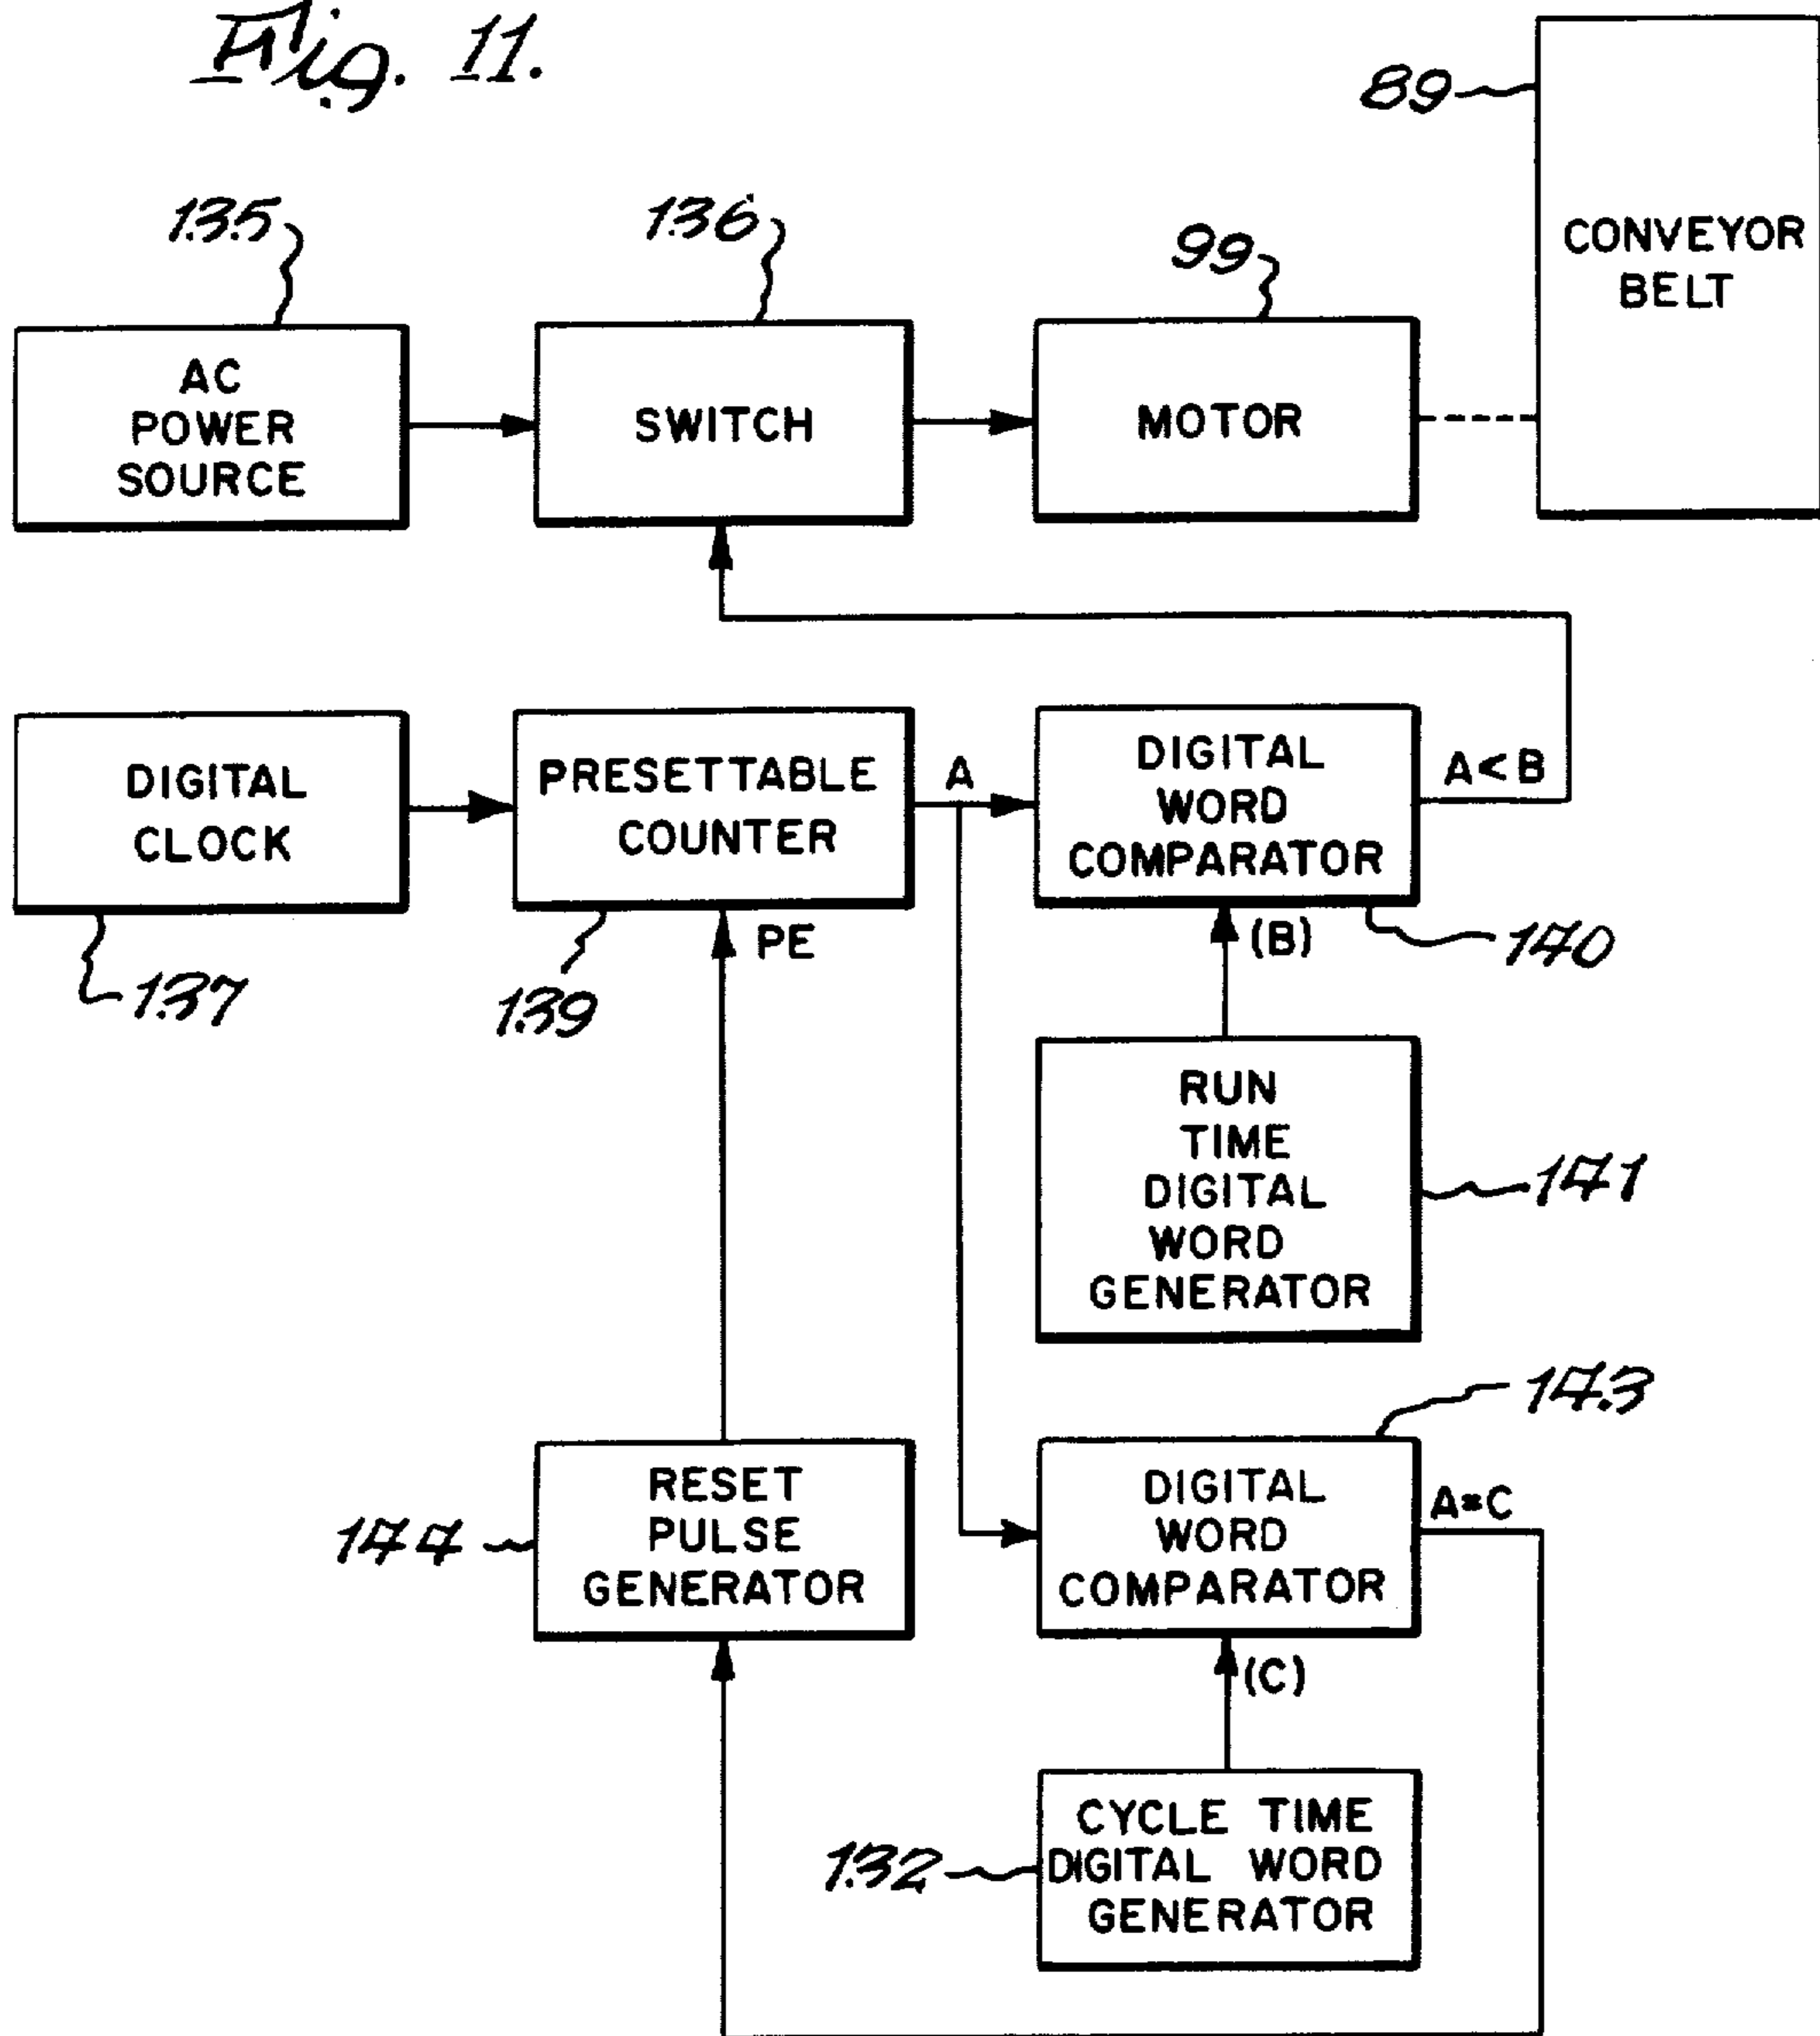 Fig. 11.
89
CONVEYOR
BELT
135
136
99
AC
POWER
SOURCE
SWITCH
MOTOR
DIGITAL
CLOCK
PRESETTABLE
COUNTER
A
DIGITAL
WORD
COMPARATOR
A<B
137
139
PE
(B)
140
RUN
TIME
DIGITAL
WORD
GENERATOR
141
143
144
RESET
PULSE
GENERATOR
DIGITAL
WORD
COMPARATOR
A=C
(C)
132
CYCLE TIME
DIGITAL WORD
GENERATOR